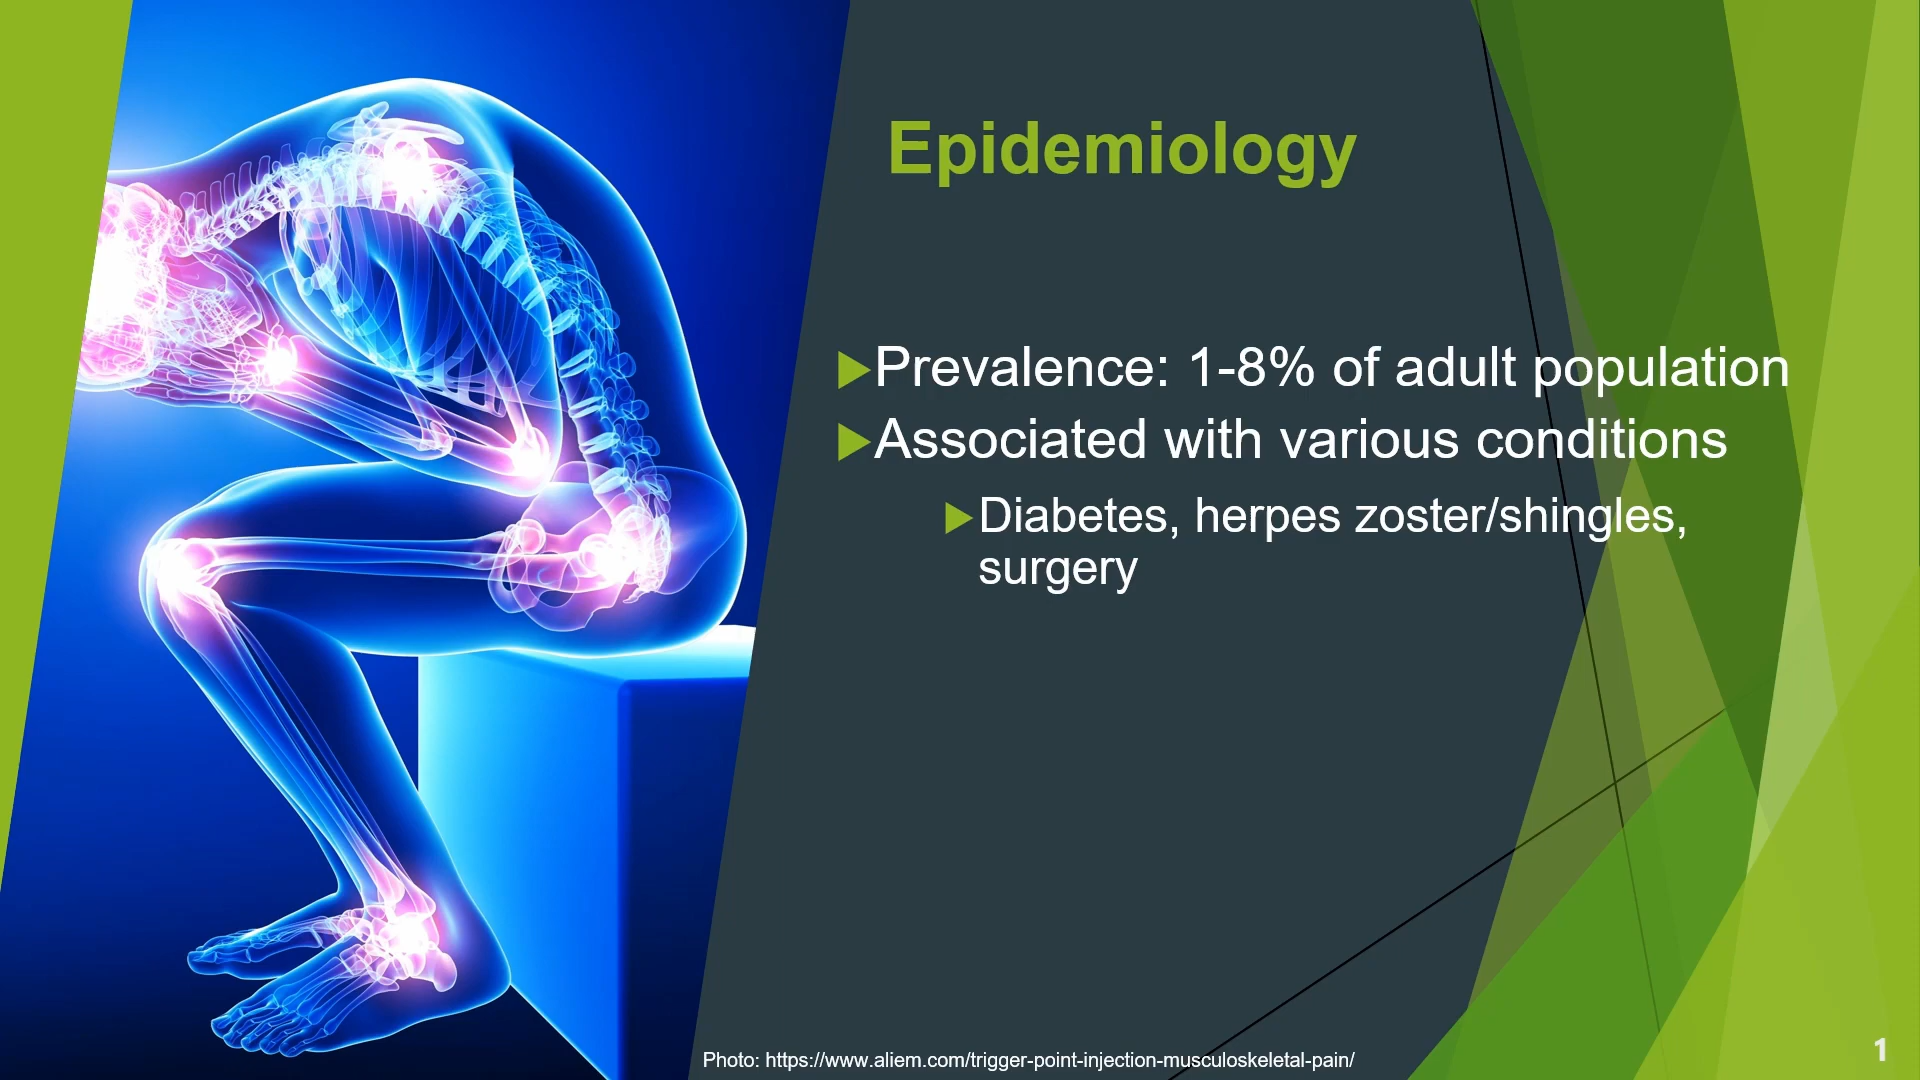 Epidemiology
Prevalence: 1-8% of adult population
Associated with various conditions
Diabetes, herpes zoster/shingles,
surgery
Photo: https://www.aliem.com/trigger-point-injection-musculoskeletal-pain/
1